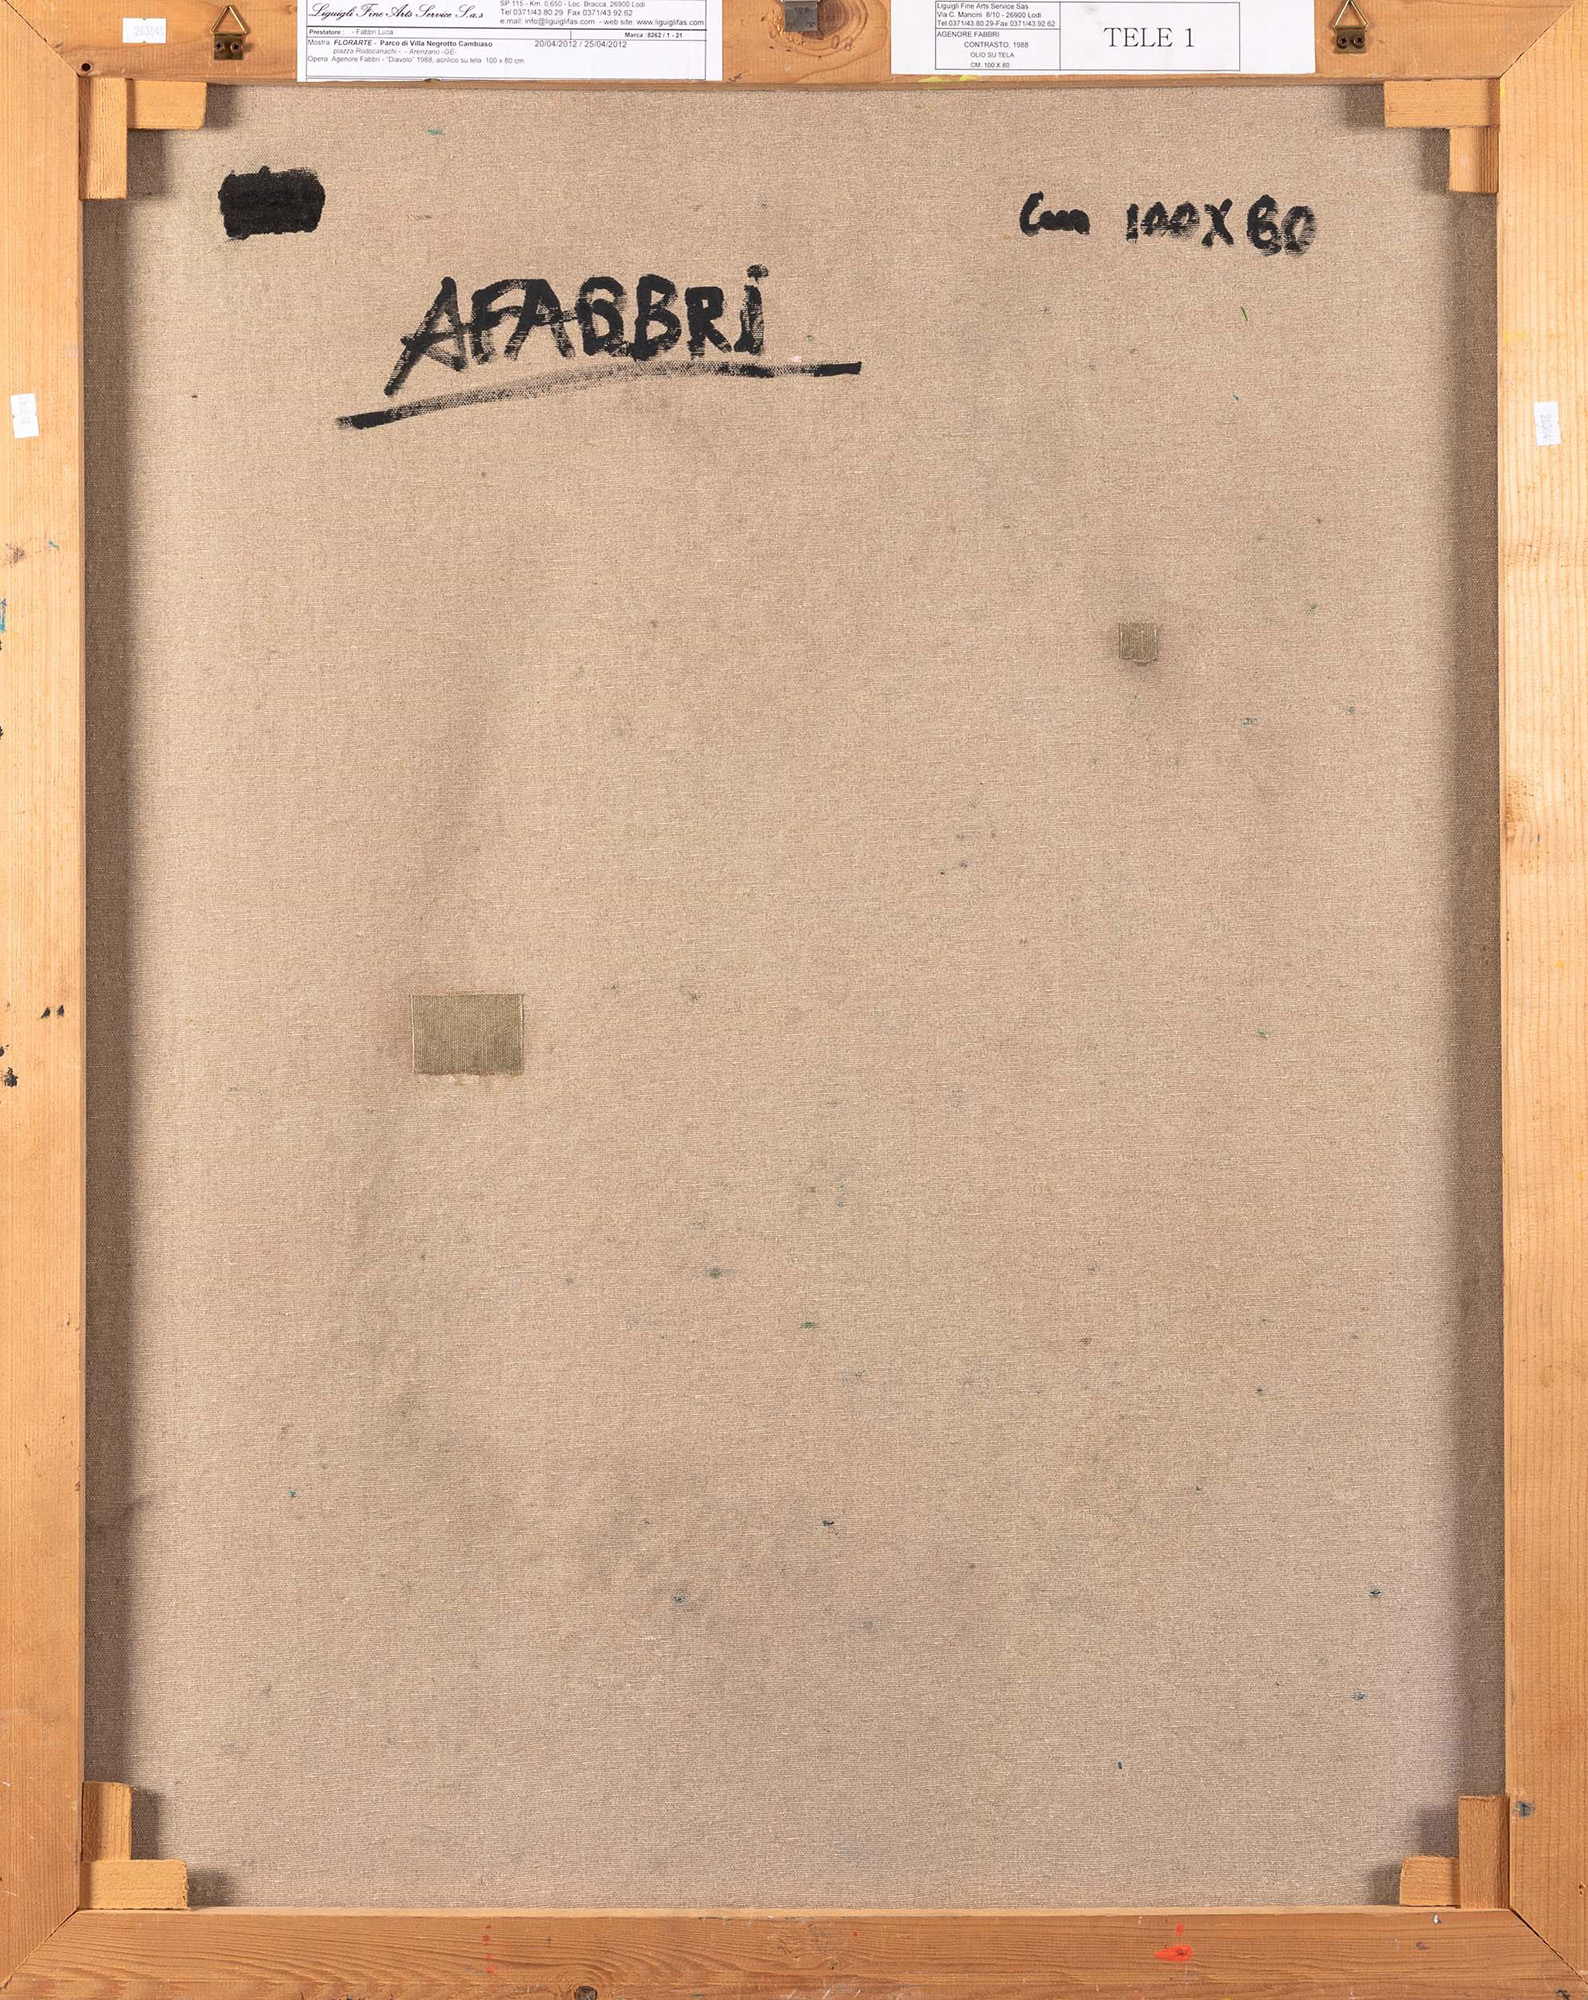 Liguigli Fine Arts Service S.a.s
SP 115 - Km. 0,650 - Loc. Bracca, 26900 Lodi
Tel 0371/43.80.29 Fax 0371/43.92.62
e.mail: info@liguiglifas.com - web site: www.liguiglifas.com
Prestatore : - Fabbri Luca
Marca : 8262 / 1 - 21
Mostra FLORARTE - Parco di Villa Negrotto Cambiaso 20/04/2012 / 25/04/2012
piazza Rodocanachi - - Arenzano -GE-
Opera. Agenore Fabbri - "Diavolo" 1988, acrilico su tela 100 x 80 cm
Liguigli Fine Arts Service Sas
Via C. Mancini 8/10 - 26900 Lodi
Tel.0371/43.80.29-Fax 0371/43.92.62
AGENORE FABBRI
CONTRASTO, 1988
OLIO SU TELA
CM. 100 X 80
TELE 1
Cm 100X80
AFABBRi